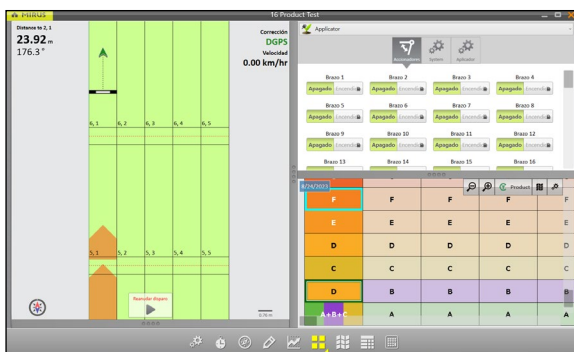 MIRUS
16 Product Test
Distance to 2, 1
23.92 m
176.3 °
Corrección
DGPS
Velocidad
0.00 km/hr
6, 1 6, 2 6, 3 6, 4 6, 5
5, 1 5, 2 5, 3 5, 4 5, 5
Reanudar disparo
0.76 m
Applicator
Accionadores System Aplicador
Brazo 1 Brazo 2 Brazo 3 Brazo 4
Apagado Encendido Apagado Encendido Apagado Encendido Apagado Encendido
Brazo 5 Brazo 6 Brazo 7 Brazo 8
Apagado Encendido Apagado Encendido Apagado Encendido Apagado Encendido
Brazo 9 Brazo 10 Brazo 11 Brazo 12
Apagado Encendido Apagado Encendido Apagado Encendido Apagado Encendido
Brazo 13 Brazo 14 Brazo 15 Brazo 16
8/24/2023
Product
F F F F F
E E E E E
D D D D D
C C C C C
D B B B B
A+B+C A A A A